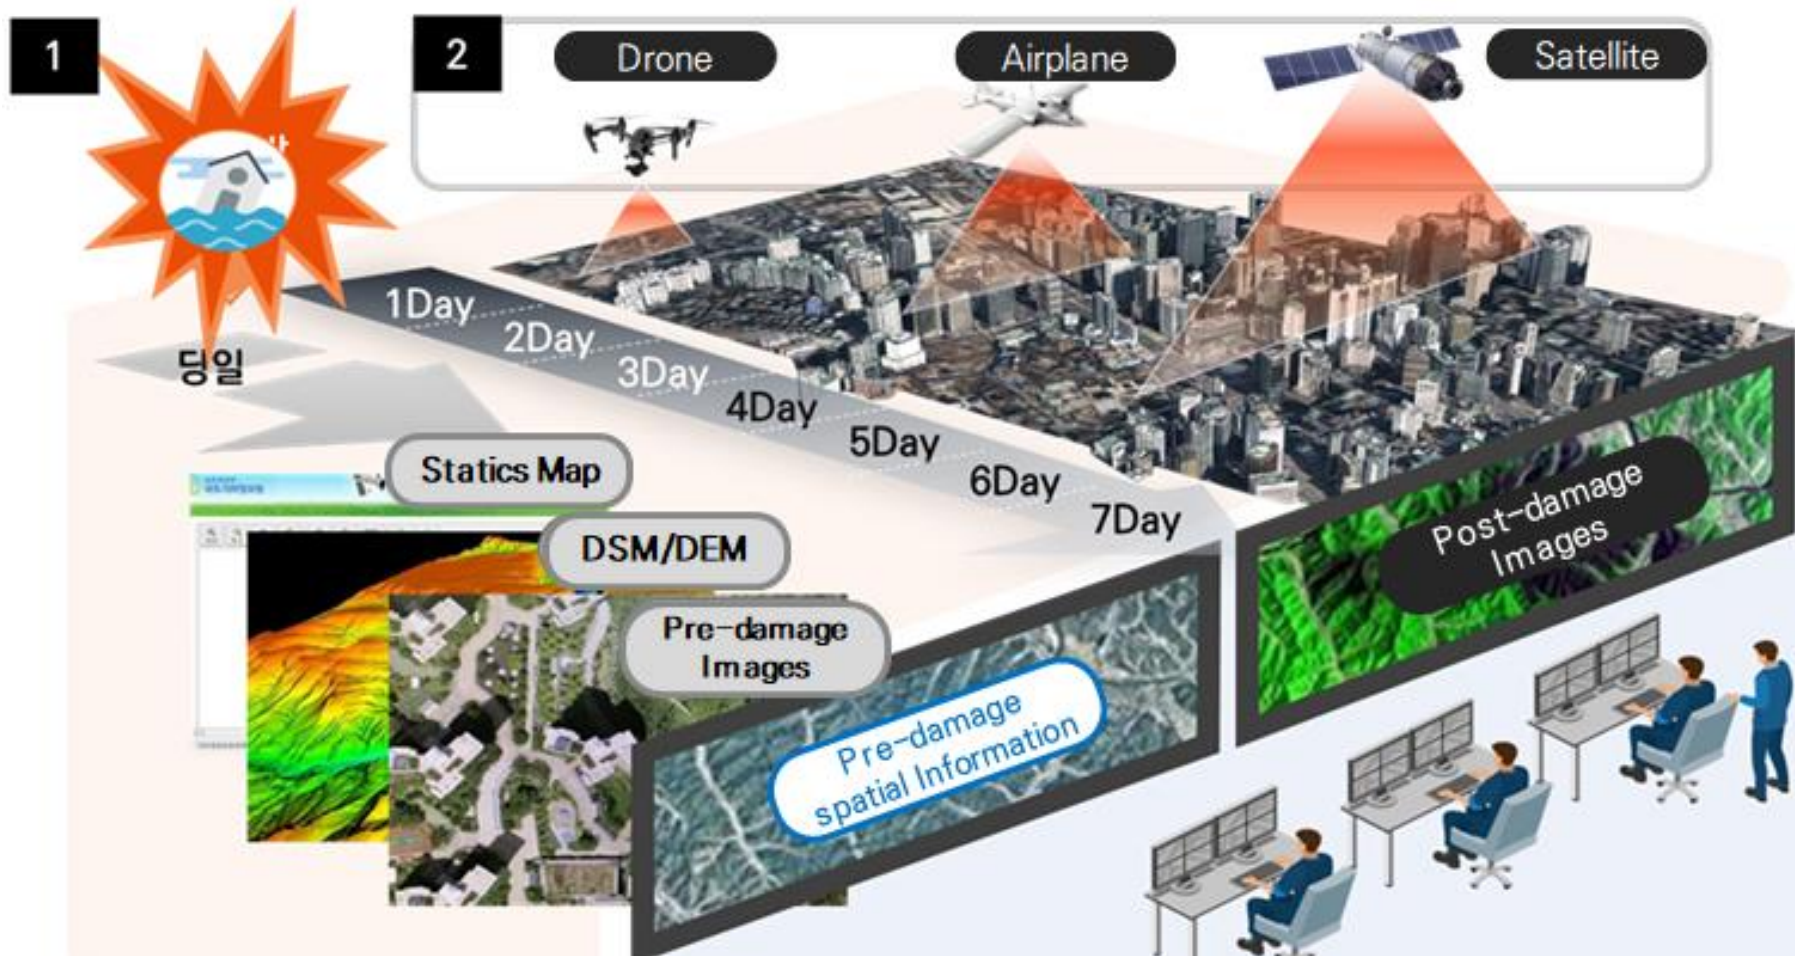 1
2
Drone
Airplane
Satellite
1Day
2Day
3Day
4Day
5Day
6Day
7Day
당일
Statics Map
DSM/DEM
Pre-damage
Images
Pre-damage
spatial Information
Post-damage
Images